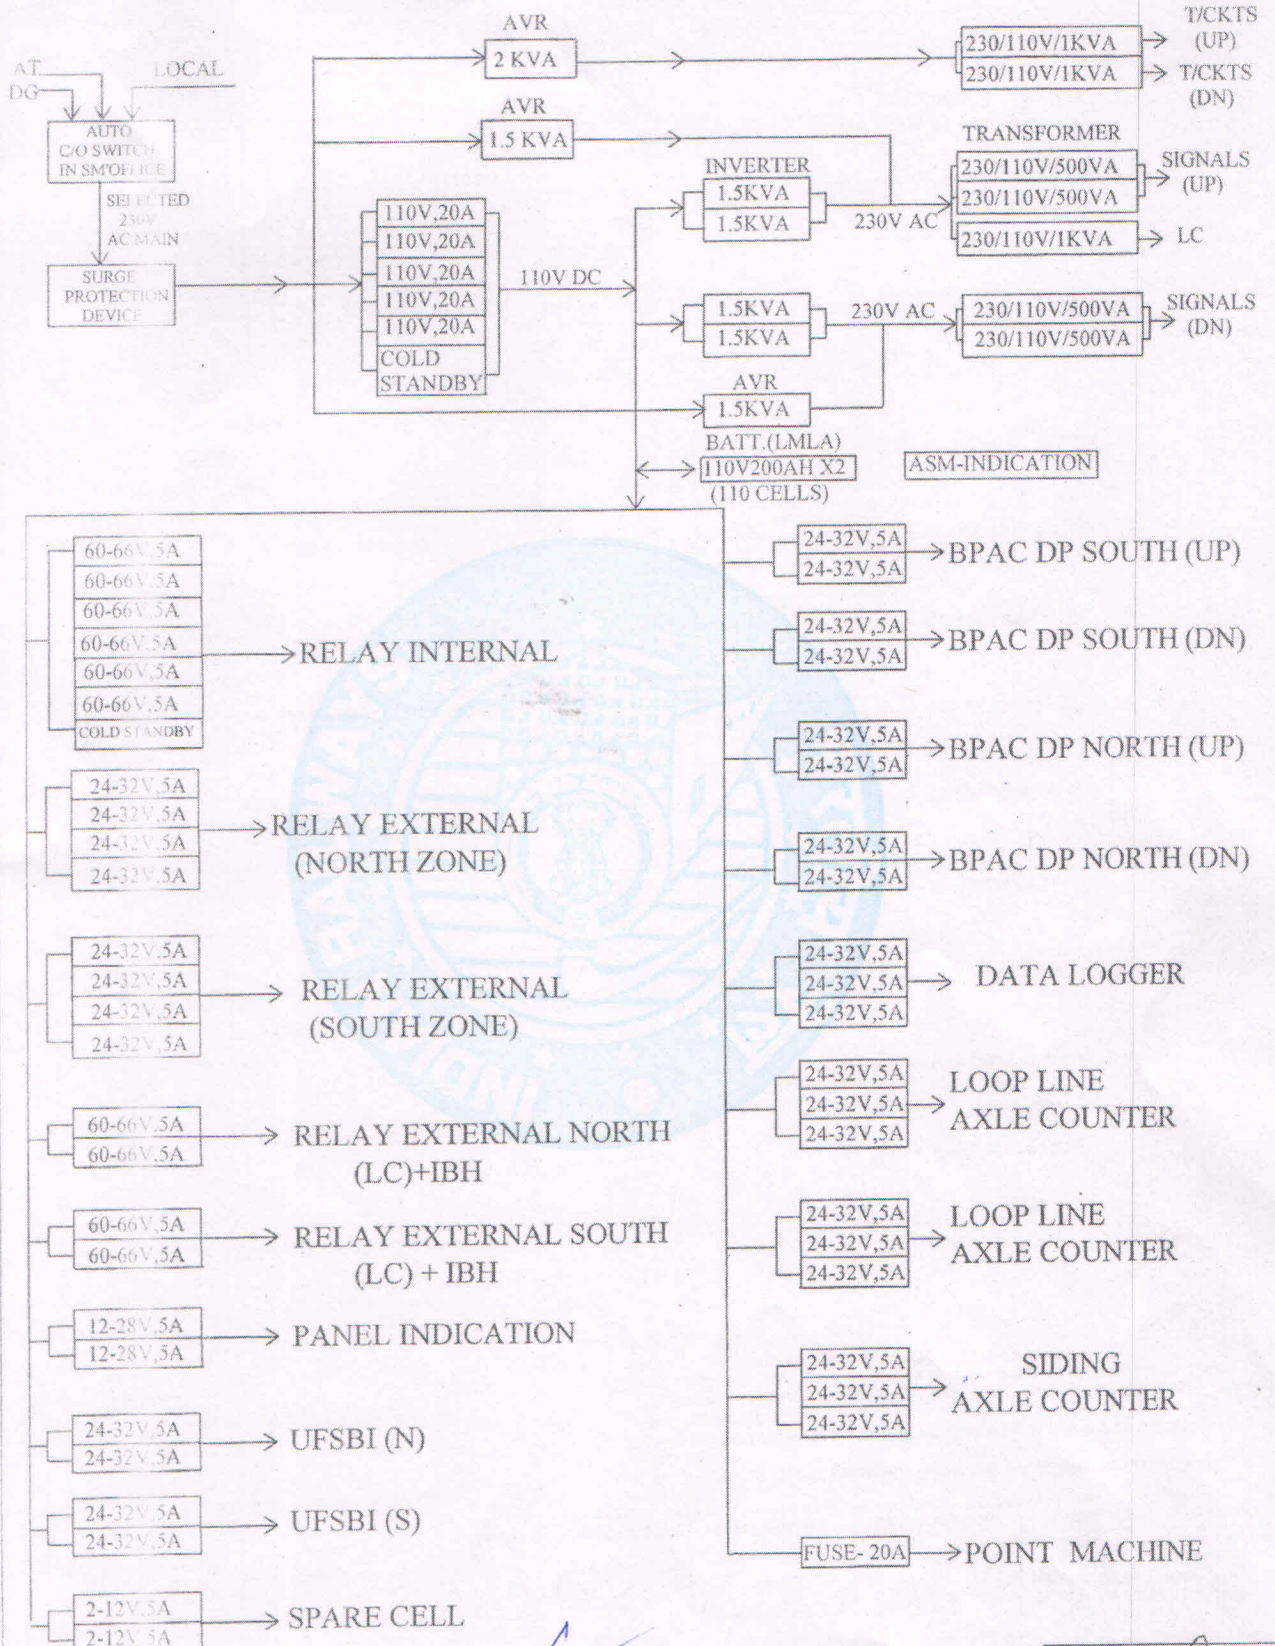 AT
DG
LOCAL
AUTO
C/O SWITCH
IN SM'OFFICE
SELECTED
230V
AC MAIN
SURGE
PROTECTION
DEVICE
AVR
2 KVA
230/110V/1KVA
230/110V/1KVA
T/CKTS
(UP)
T/CKTS
(DN)
AVR
1.5 KVA
110V,20A
110V,20A
110V,20A
110V,20A
110V,20A
COLD
STANDBY
110V DC
INVERTER
1.5KVA
1.5KVA
230V AC
TRANSFORMER
230/110V/500VA
230/110V/500VA
SIGNALS
(UP)
230/110V/1KVA
LC
1.5KVA
1.5KVA
230V AC
230/110V/500VA
230/110V/500VA
SIGNALS
(DN)
AVR
1.5KVA
BATT.(LMLA)
110V200AH X2
(110 CELLS)
ASM-INDICATION
60-66V,5A
60-66V,5A
60-66V,5A
60-66V,5A
60-66V,5A
60-66V,5A
COLD STANDBY
RELAY INTERNAL
24-32V,5A
24-32V,5A
24-32V,5A
24-32V,5A
RELAY EXTERNAL
(NORTH ZONE)
24-32V,5A
24-32V,5A
24-32V,5A
24-32V,5A
RELAY EXTERNAL
(SOUTH ZONE)
60-66V,5A
60-66V,5A
RELAY EXTERNAL NORTH
(LC)+IBH
60-66V,5A
60-66V,5A
RELAY EXTERNAL SOUTH
(LC) + IBH
12-28V,5A
12-28V,5A
PANEL INDICATION
24-32V,5A
24-32V,5A
UFSBI (N)
24-32V,5A
24-32V,5A
UFSBI (S)
2-12V,5A
2-12V,5A
SPARE CELL
24-32V,5A
24-32V,5A
BPAC DP SOUTH (UP)
24-32V,5A
24-32V,5A
BPAC DP SOUTH (DN)
24-32V,5A
24-32V,5A
BPAC DP NORTH (UP)
24-32V,5A
24-32V,5A
BPAC DP NORTH (DN)
24-32V,5A
24-32V,5A
24-32V,5A
DATA LOGGER
24-32V,5A
24-32V,5A
24-32V,5A
LOOP LINE
AXLE COUNTER
24-32V,5A
24-32V,5A
24-32V,5A
LOOP LINE
AXLE COUNTER
24-32V,5A
24-32V,5A
24-32V,5A
SIDING
AXLE COUNTER
FUSE- 20A
POINT MACHINE
INDIAN RAILWAYS